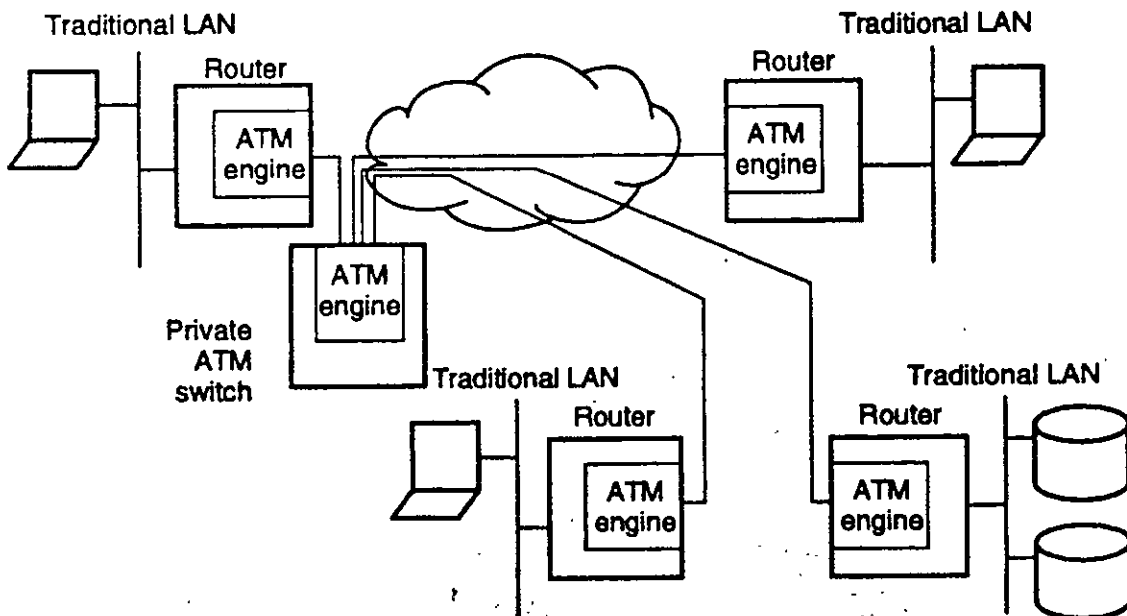 Traditional LAN
Router
ATM
engine
Traditional LAN
Router
ATM
engine
ATM
engine
Private
ATM
switch
Traditional LAN
Router
ATM
engine
Traditional LAN
Router
ATM
engine